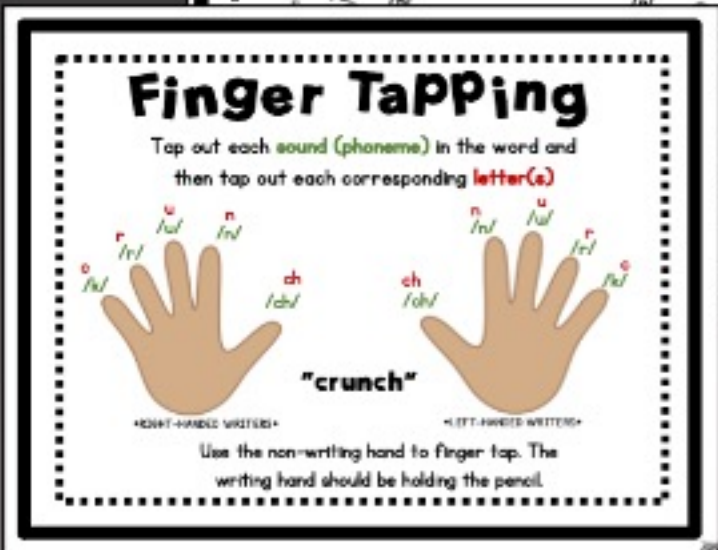 Finger Tapping
Tap out each sound (phoneme) in the word and
then tap out each corresponding letter(s)
c r u n ch
/k/ /r/ /u/ /n/ /ch/
ch n u r c
/ch/ /n/ /u/ /r/ /k/
"crunch"
*RIGHT-HANDED WRITERS* *LEFT-HANDED WRITERS*
Use the non-writing hand to finger tap. The
writing hand should be holding the pencil.